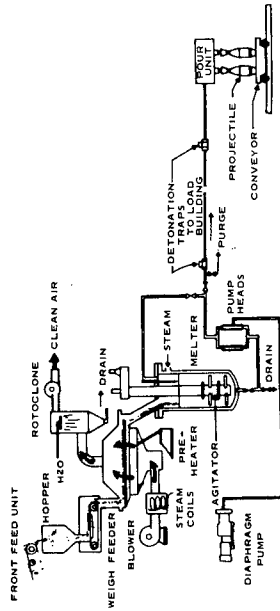 FRONT FEED UNIT
HOPPER
H2O
ROTOCLONE
CLEAN AIR
DRAIN
WEIGH FEEDER
BLOWER
STEAM
COILS
PRE-
HEATER
AGITATOR
STEAM
MELTER
DIAPHRAGM
PUMP
DRAIN
PUMP
HEADS
DETONATION
TRAPS
TO LOAD
BUILDING
PURGE
POUR
UNIT
PROJECTILE
CONVEYOR